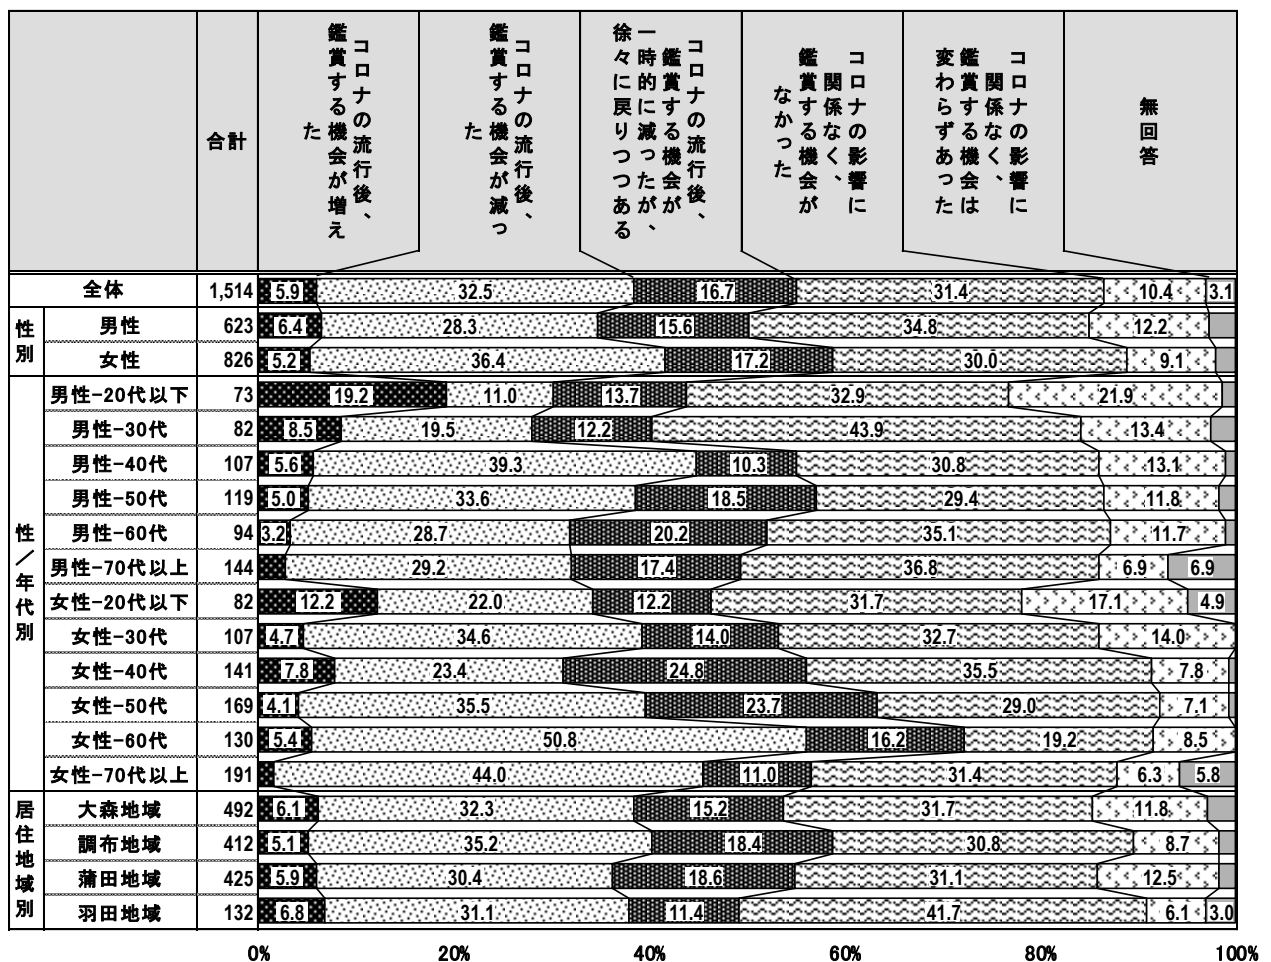 合計
コロナの流行後、
鑑賞する機会が増え
た
コロナの流行後、
鑑賞する機会が減っ
た
コロナの流行後、
鑑賞する機会が
一時的に減ったが、
徐々に戻りつつある
コロナの影響に
関係なく、
鑑賞する機会が
なかった
コロナの影響に
関係なく、
鑑賞する機会は
変わらずあった
無回答
全体 1,514 5.9 32.5 16.7 31.4 10.4 3.1
性別
男性 623 6.4 28.3 15.6 34.8 12.2
女性 826 5.2 36.4 17.2 30.0 9.1
性/年代別
男性-20代以下 73 19.2 11.0 13.7 32.9 21.9
男性-30代 82 8.5 19.5 12.2 43.9 13.4
男性-40代 107 5.6 39.3 10.3 30.8 13.1
男性-50代 119 5.0 33.6 18.5 29.4 11.8
男性-60代 94 3.2 28.7 20.2 35.1 11.7
男性-70代以上 144 29.2 17.4 36.8 6.9 6.9
女性-20代以下 82 12.2 22.0 12.2 31.7 17.1 4.9
女性-30代 107 4.7 34.6 14.0 32.7 14.0
女性-40代 141 7.8 23.4 24.8 35.5 7.8
女性-50代 169 4.1 35.5 23.7 29.0 7.1
女性-60代 130 5.4 50.8 16.2 19.2 8.5
女性-70代以上 191 44.0 11.0 31.4 6.3 5.8
居住地域別
大森地域 492 6.1 32.3 15.2 31.7 11.8
調布地域 412 5.1 35.2 18.4 30.8 8.7
蒲田地域 425 5.9 30.4 18.6 31.1 12.5
羽田地域 132 6.8 31.1 11.4 41.7 6.1 3.0
0% 20% 40% 60% 80% 100%